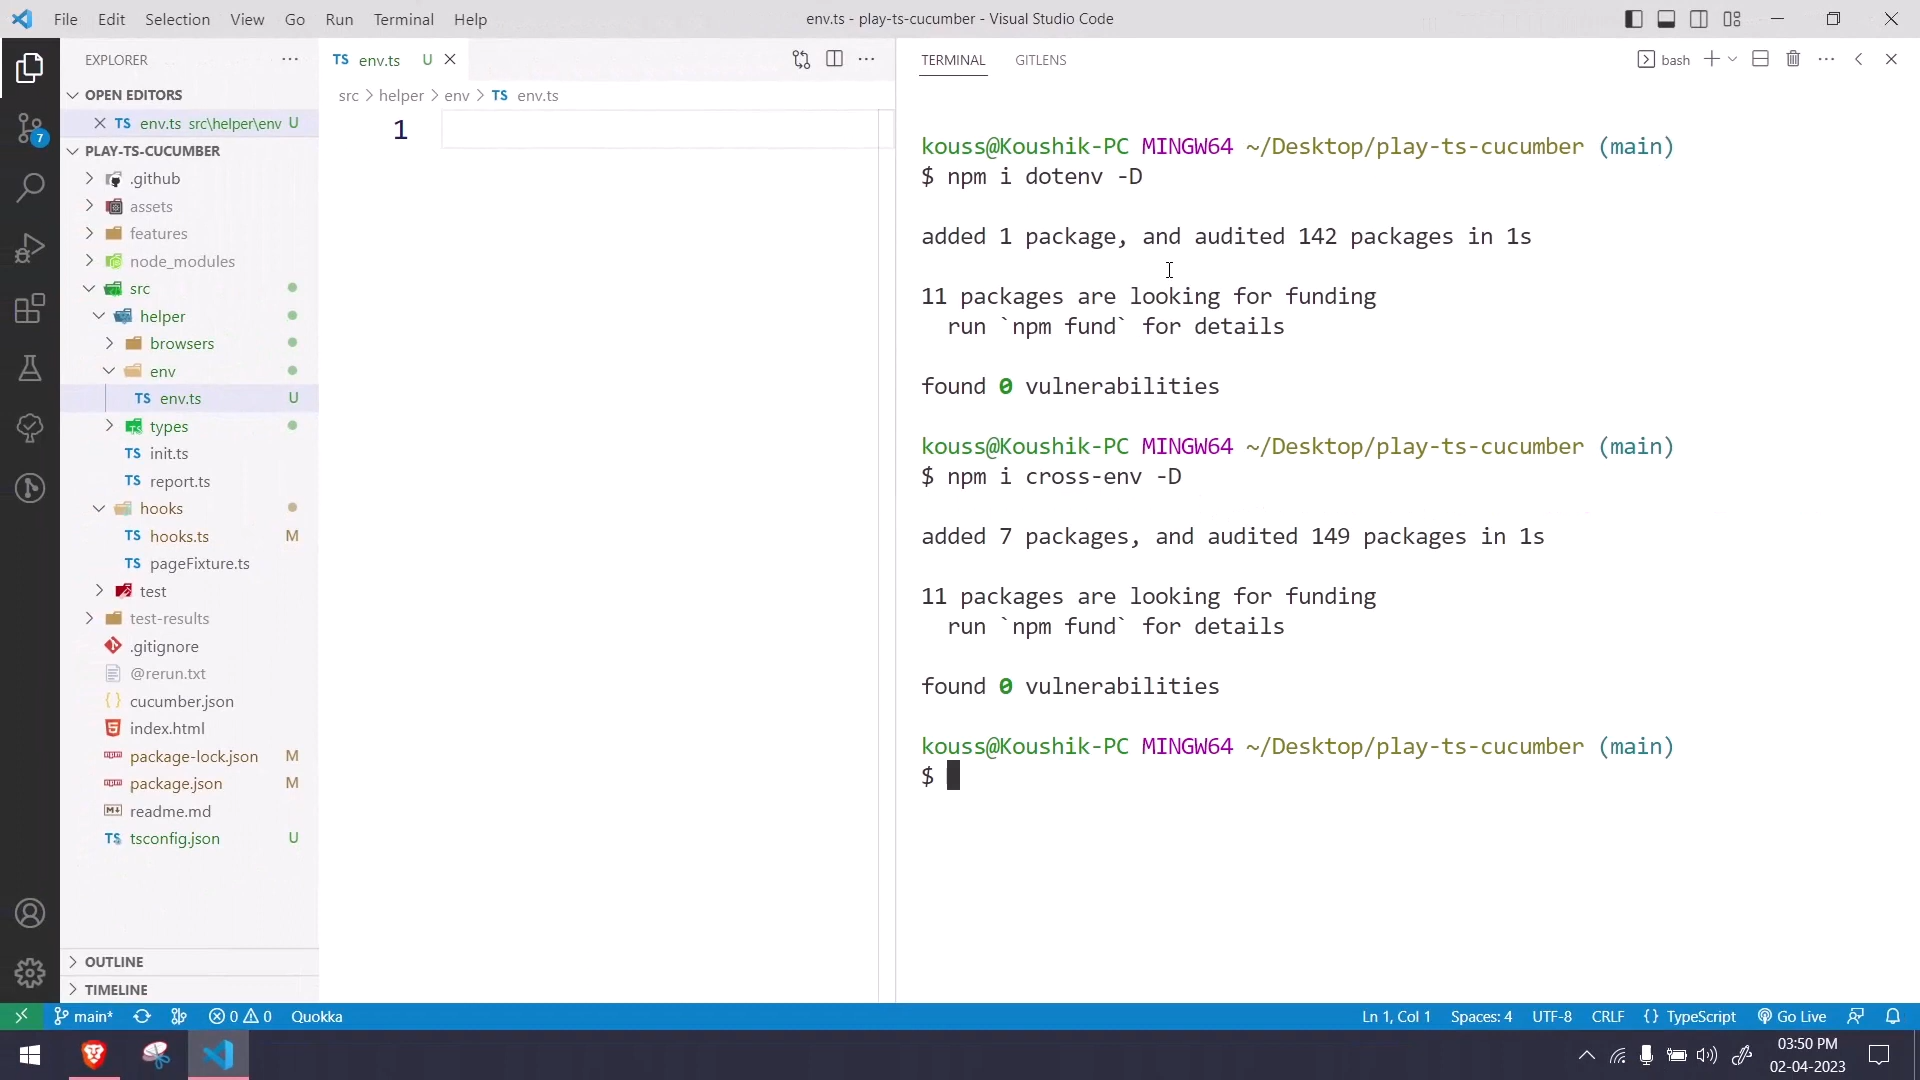 File Edit Selection View Go Run Terminal Help
env.ts - play-ts-cucumber - Visual Studio Code
EXPLORER
OPEN EDITORS
TS env.ts src\helper\env U
PLAY-TS-CUCUMBER
.github
assets
features
node_modules
src
helper
browsers
env
TS env.ts U
types
TS init.ts
TS report.ts
hooks
TS hooks.ts M
TS pageFixture.ts
test
test-results
.gitignore
@rerun.txt
cucumber.json
index.html
package-lock.json M
package.json M
readme.md
TS tsconfig.json U
OUTLINE
TIMELINE
7
TS env.ts U
src > helper > env > TS env.ts
1
TERMINAL GITLENS
bash
kouss@Koushik-PC MINGW64 ~/Desktop/play-ts-cucumber (main)
$ npm i dotenv -D
added 1 package, and audited 142 packages in 1s
11 packages are looking for funding
run `npm fund` for details
found 0 vulnerabilities
kouss@Koushik-PC MINGW64 ~/Desktop/play-ts-cucumber (main)
$ npm i cross-env -D
added 7 packages, and audited 149 packages in 1s
11 packages are looking for funding
run `npm fund` for details
found 0 vulnerabilities
kouss@Koushik-PC MINGW64 ~/Desktop/play-ts-cucumber (main)
$
main* 0 0 Quokka
Ln 1, Col 1 Spaces: 4 UTF-8 CRLF {} TypeScript Go Live
03:50 PM
02-04-2023